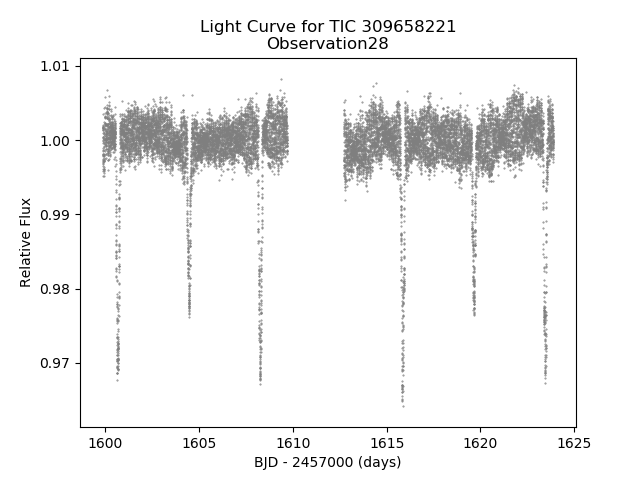 Light Curve for TIC 309658221
Observation28
1.01
1.00
0.99
0.98
0.97
Relative Flux
1600 1605 1610 1615 1620 1625
BJD - 2457000 (days)